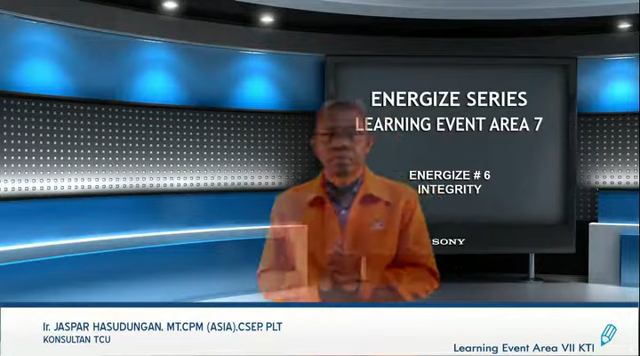 ENERGIZE SERIES
LEARNING EVENT AREA 7
ENERGIZE # 6
INTEGRITY
SONY
Ir. JASPAR HASUDUNGAN. MT.CPM (ASIA).CSEP. PLT
KONSULTAN TCU
Learning Event Area VII KTI